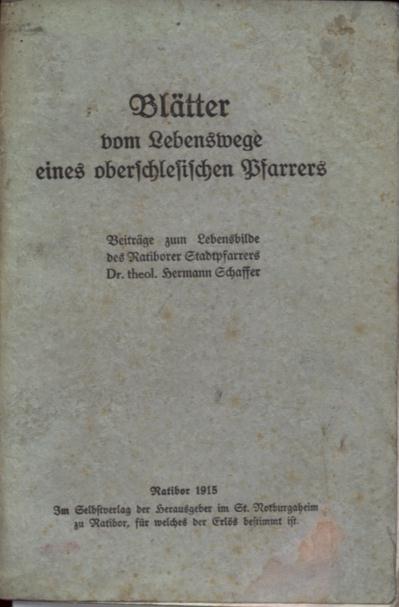 Blätter
vom Lebenswege
eines oberschlesischen Pfarrers
Beiträge zum Lebensbilde
des Ratiborer Stadtpfarrers
Dr. theol. Hermann Schaffer
Ratibor 1915
Im Selbstverlag der Herausgeber im St. Notburgaheim
zu Ratibor, für welches der Erlös bestimmt ist